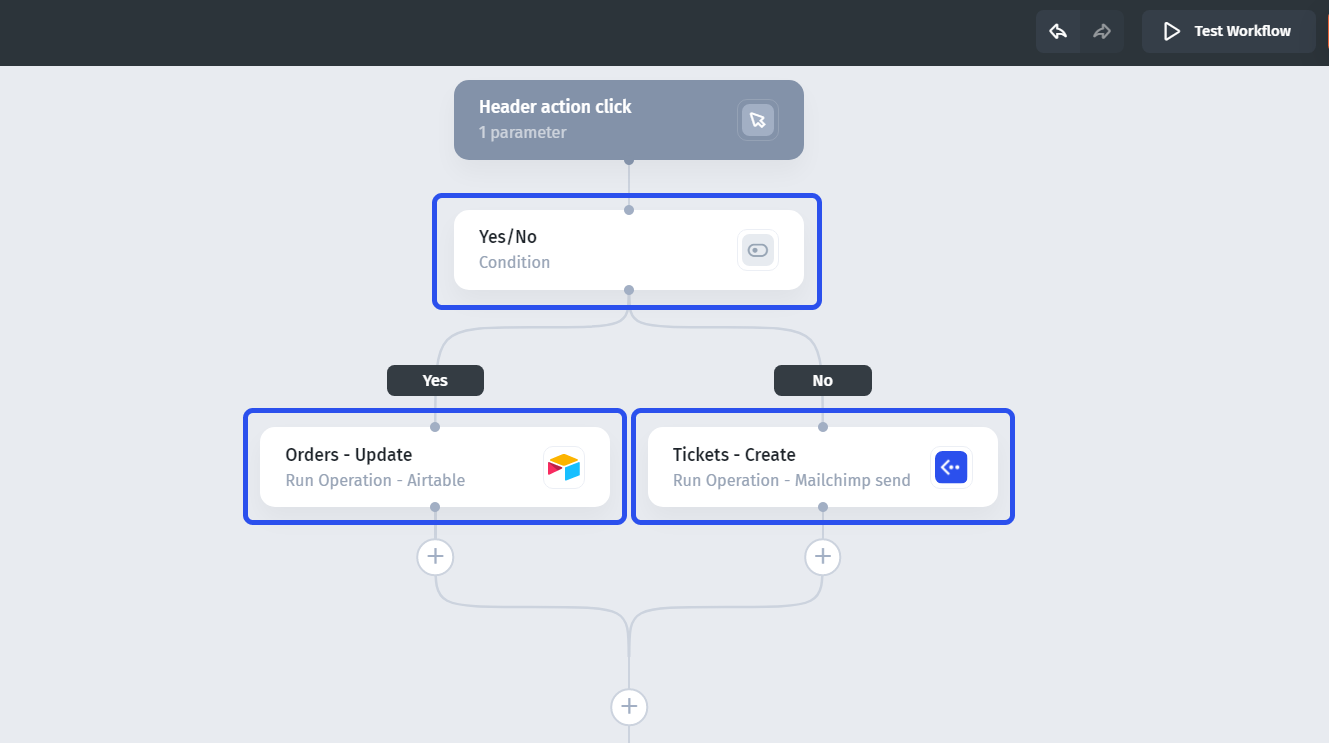 Test Workflow
Header action click
1 parameter
Yes/No
Condition
Yes
No
Orders - Update
Run Operation - Airtable
Tickets - Create
Run Operation - Mailchimp send